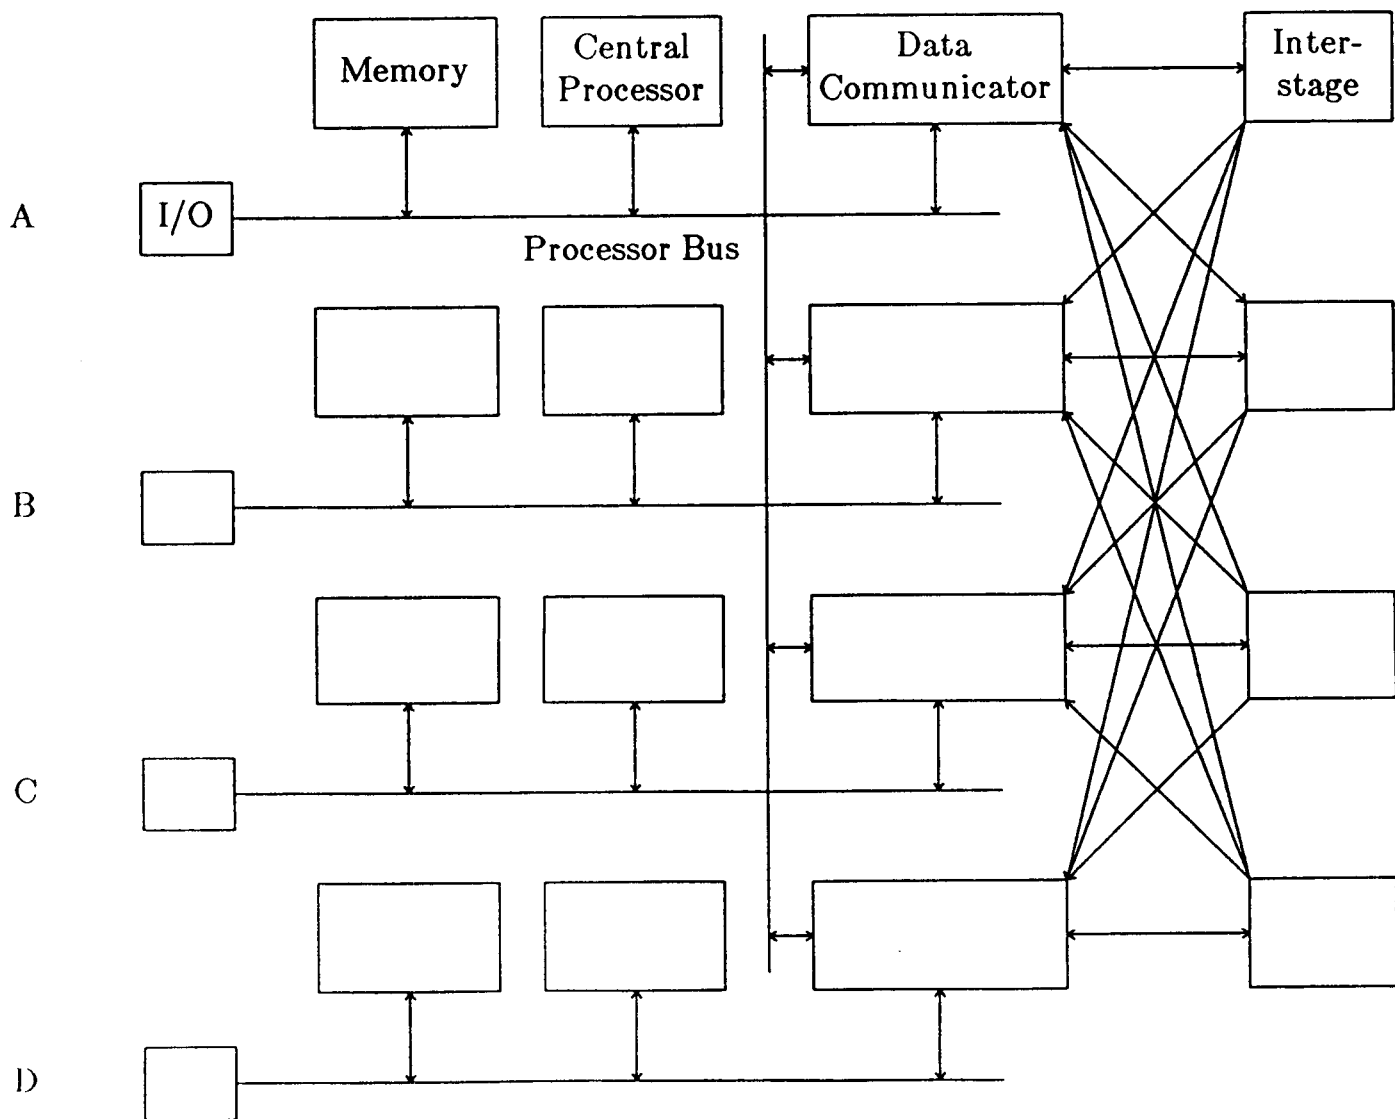 Memory
Central
Processor
Data
Communicator
Inter-
stage
A
I/O
Processor Bus
B
C
D